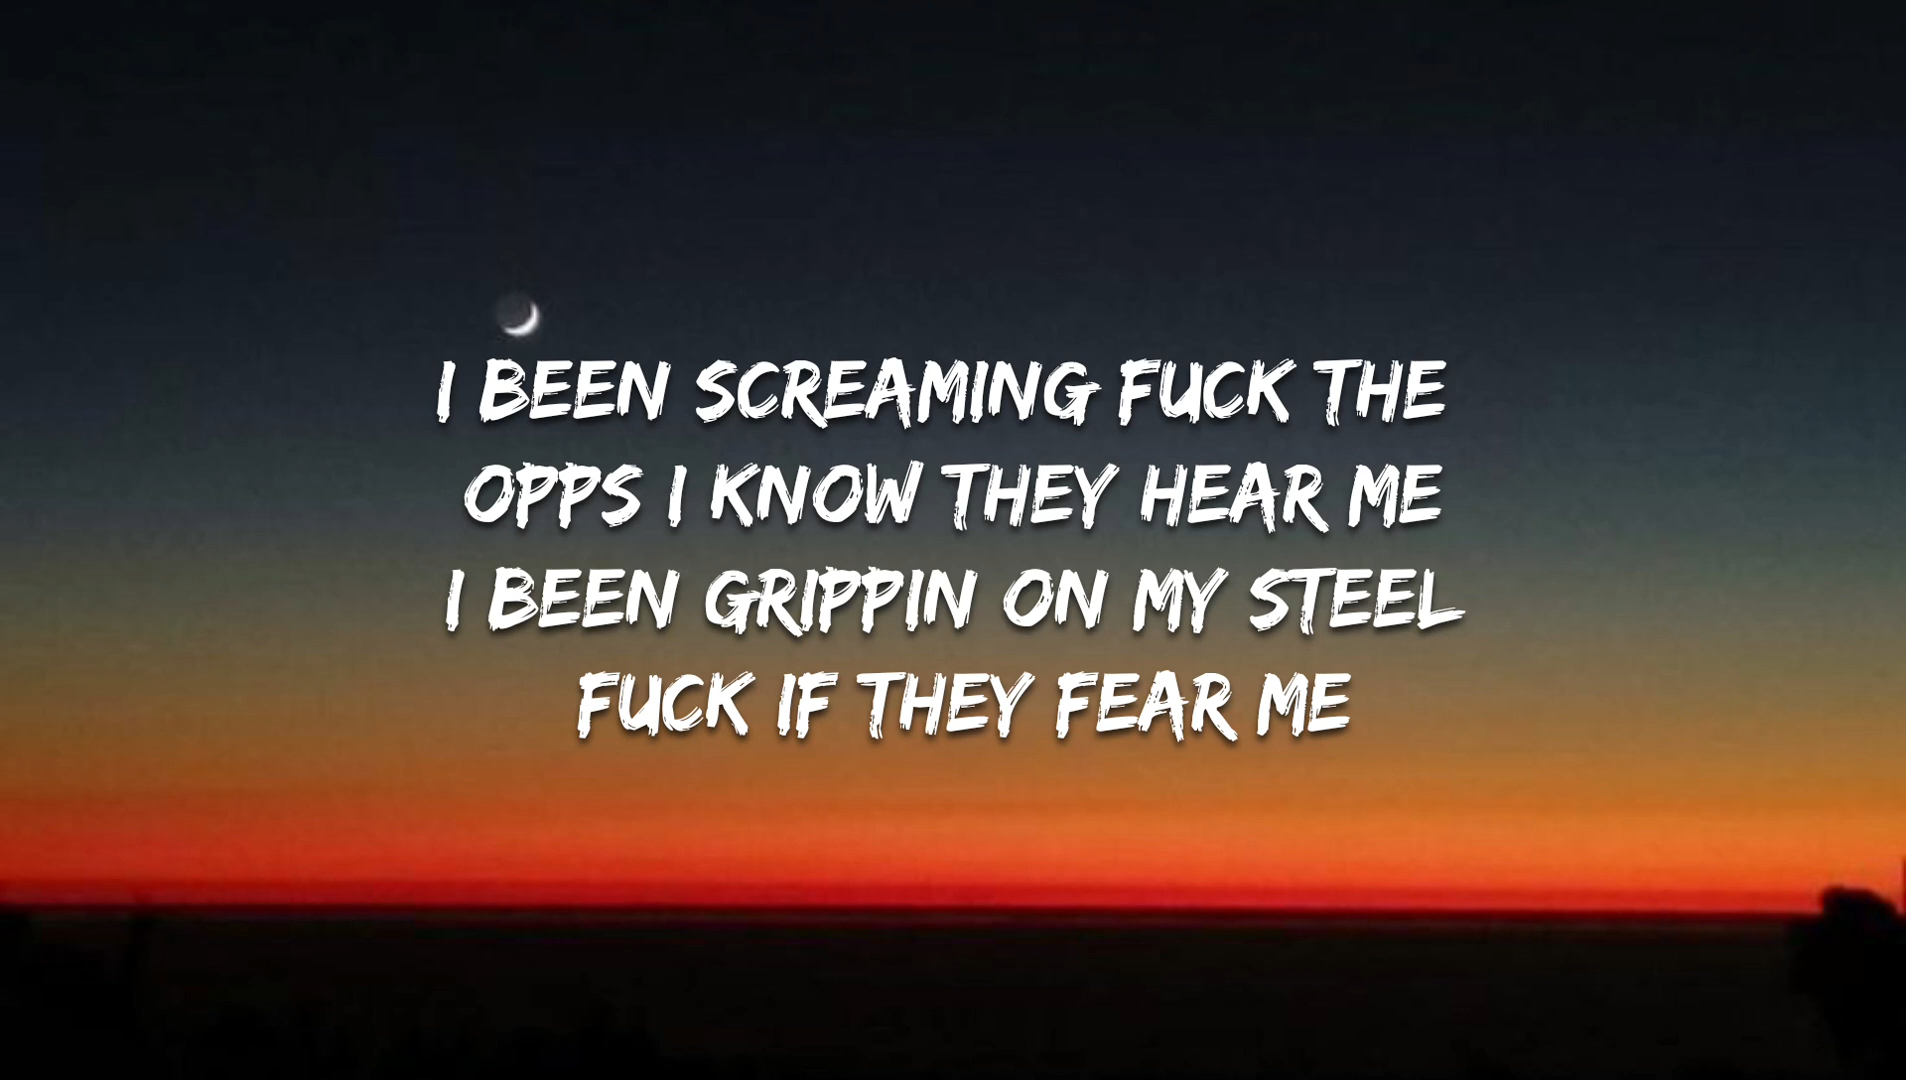 I BEEN SCREAMING FUCK THE
OPPS I KNOW THEY HEAR ME
I BEEN GRIPPIN ON MY STEEL
FUCK IF THEY FEAR ME